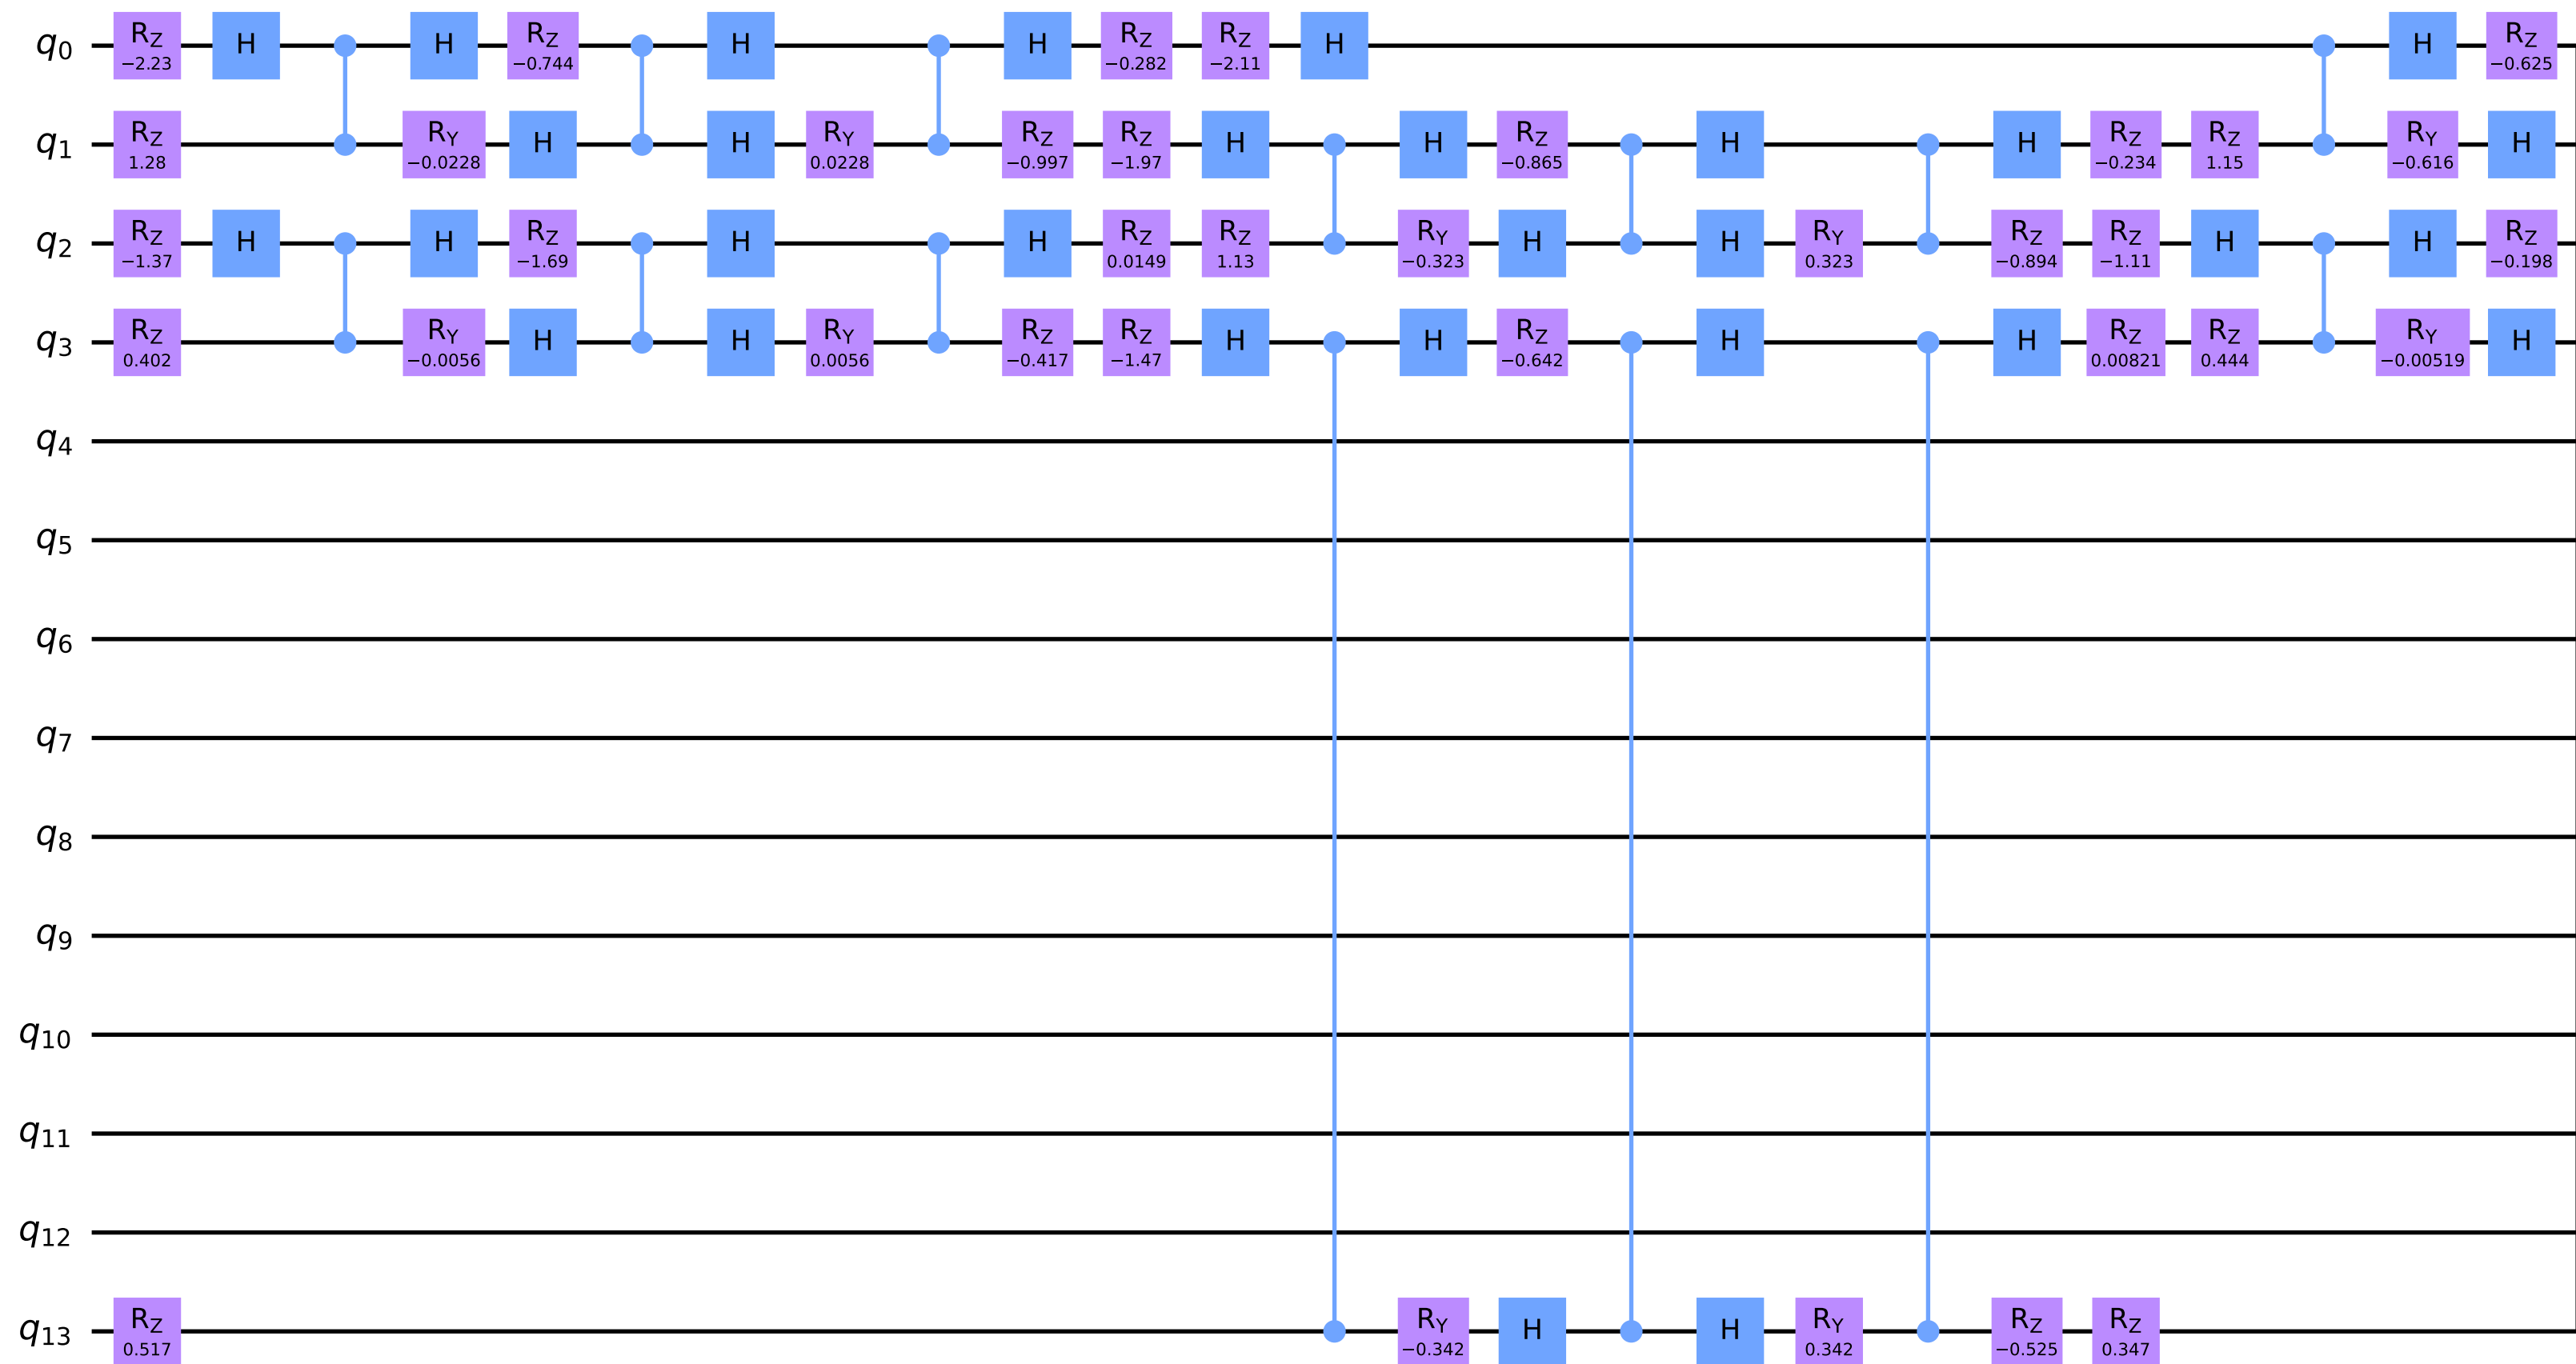 q0 RZ −2.23 H H RZ −0.744 H H RZ −0.282 RZ −2.11 H H RZ −0.625
q1 RZ 1.28 RY −0.0228 H H RY 0.0228 RZ −0.997 RZ −1.97 H H RZ −0.865 H H RZ −0.234 RZ 1.15 RY −0.616 H
q2 RZ −1.37 H H RZ −1.69 H H RZ 0.0149 RZ 1.13 RY −0.323 H H RY 0.323 RZ −0.894 RZ −1.11 H H RZ −0.198
q3 RZ 0.402 RY −0.0056 H H RY 0.0056 RZ −0.417 RZ −1.47 H H RZ −0.642 H H RZ 0.00821 RZ 0.444 RY −0.00519 H
q4
q5
q6
q7
q8
q9
q10
q11
q12
q13 RZ 0.517 RY −0.342 H H RY 0.342 RZ −0.525 RZ 0.347